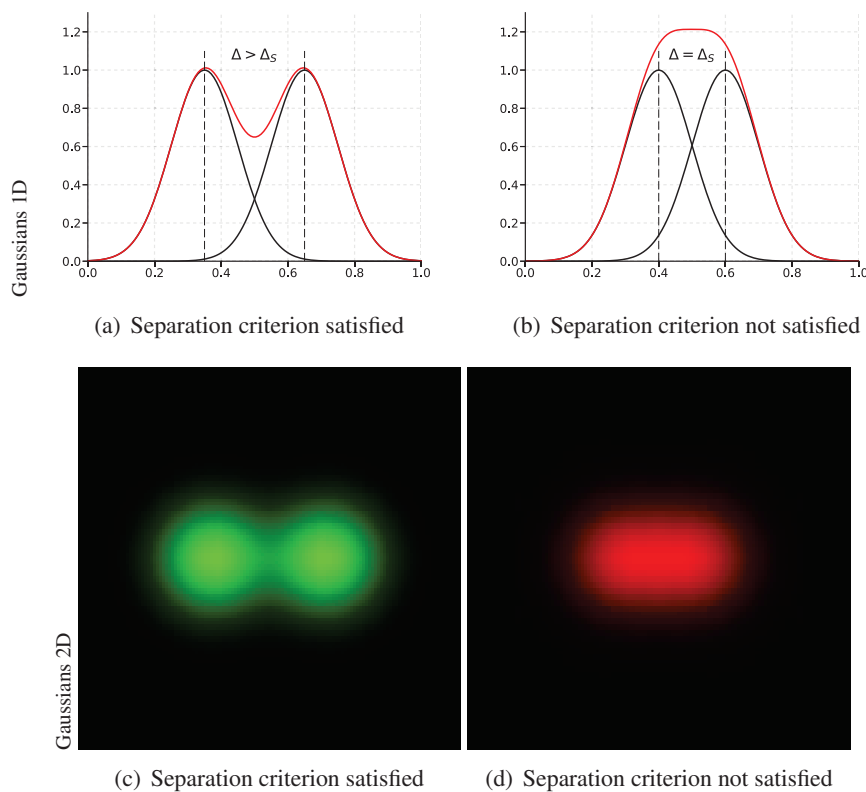 Gaussians 1D
1.2
1.0
0.8
0.6
0.4
0.2
0.0
Δ > Δ_S
0.0 0.2 0.4 0.6 0.8 1.0
1.2
1.0
0.8
0.6
0.4
0.2
0.0
Δ = Δ_S
0.0 0.2 0.4 0.6 0.8 1.0
(a) Separation criterion satisfied
(b) Separation criterion not satisfied
Gaussians 2D
(c) Separation criterion satisfied
(d) Separation criterion not satisfied